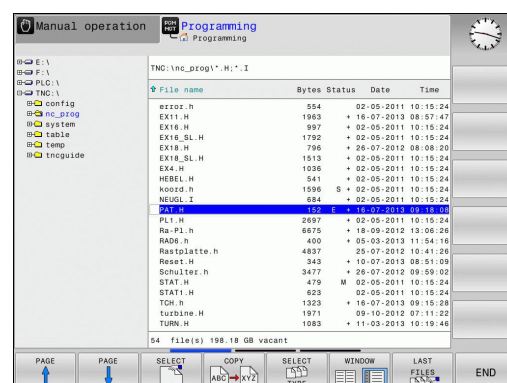 Manual operation
PGM
MGT
Programming
Programming
E:\
F:\
PLC:\
TNC:\
config
nc_prog
system
table
temp
tncguide
TNC:\nc_prog\*.H;*.I
File name Bytes Status Date Time
error.h 554 02-05-2011 10:15:24
EX11.H 1963 + 16-07-2013 08:57:47
EX16.H 997 + 02-05-2011 10:15:24
EX16_SL.H 1792 + 02-05-2011 10:15:24
EX18.H 796 + 26-07-2012 08:08:20
EX18_SL.H 1513 + 02-05-2011 10:15:24
EX4.H 1036 + 02-05-2011 10:15:24
HEBEL.H 541 + 02-05-2011 10:15:24
koord.h 1596 S + 02-05-2011 10:15:24
NEUGL.I 684 + 02-05-2011 10:15:24
PAT.H 152 E + 16-07-2013 09:18:08
PL1.H 2697 + 02-05-2011 10:15:24
Ra-Pl.h 6675 + 18-09-2012 13:06:26
RAD6.h 400 + 05-03-2013 11:54:16
Rastplatte.h 4837 25-07-2012 10:41:26
Reset.H 343 + 10-07-2013 08:51:09
Schulter.h 3477 + 26-07-2012 09:59:02
STAT.H 479 M 02-05-2011 10:15:24
STAT1.H 623 02-05-2011 10:15:24
TCH.h 1323 + 16-07-2013 09:15:28
turbine.H 1971 09-10-2012 07:11:22
TURN.H 1083 + 11-03-2013 10:19:46
54 file(s) 198.18 GB vacant
PAGE
PAGE
SELECT
COPY
ABC
XYZ
SELECT
TYPE
WINDOW
LAST
FILES
END